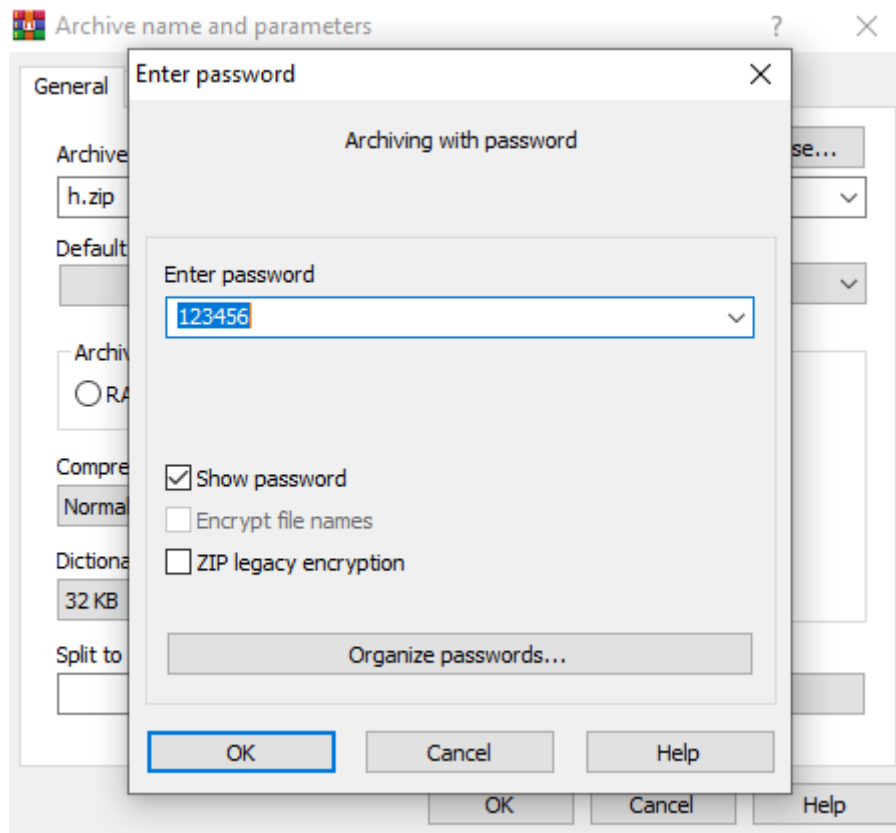 Archive name and parameters
?
Enter password
General
Archiving with password
Archive
se...
h.zip
Default
Enter password
123456
Archiv
RA
Compre
Show password
Normal
Encrypt file names
Dictiona
ZIP legacy encryption
32 KB
Split to
Organize passwords...
OK Cancel Help
OK Cancel Help